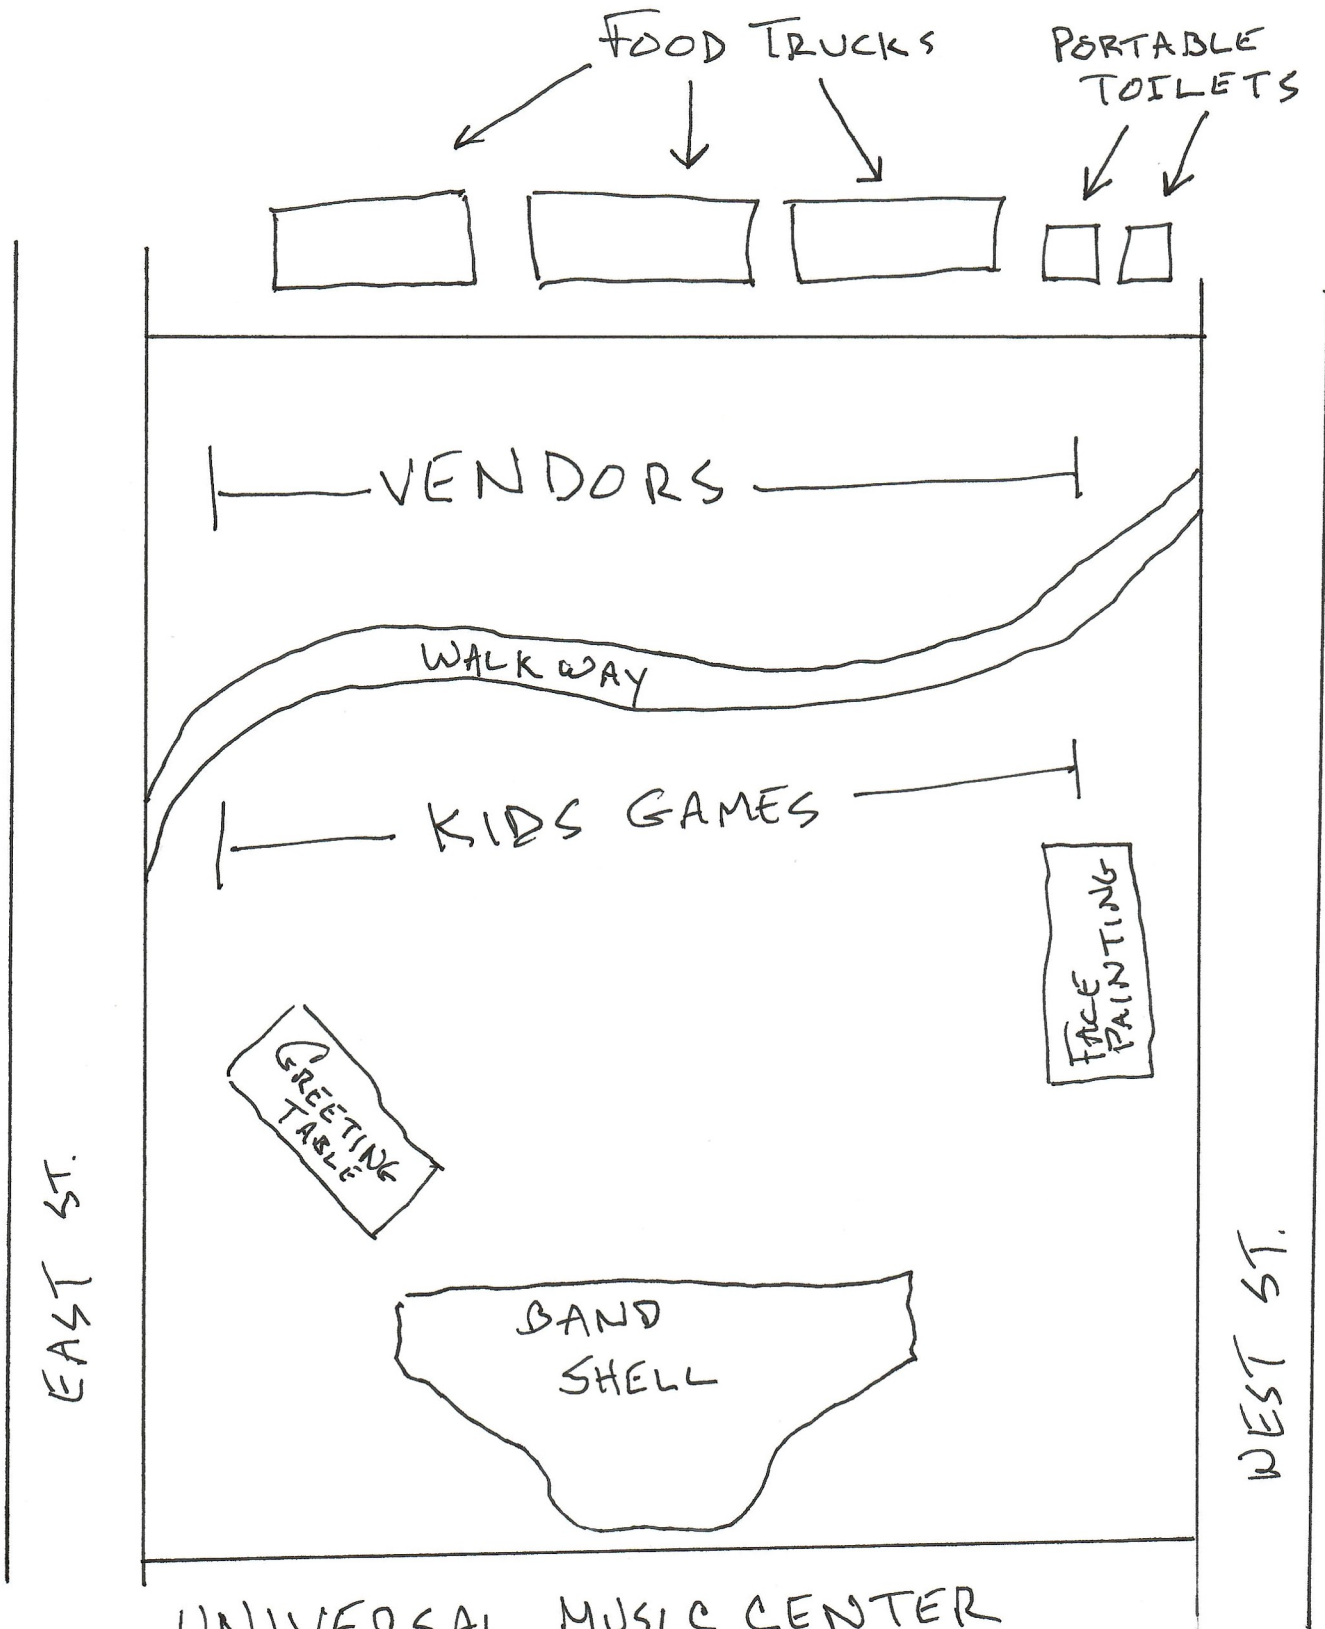 FOOD TRUCKS
PORTABLE
TOILETS
VENDORS
WALKWAY
KIDS GAMES
FACE
PAINTING
GREETING
TABLE
BAND
SHELL
EAST ST.
WEST ST.
UNIVERSAL MUSIC CENTER